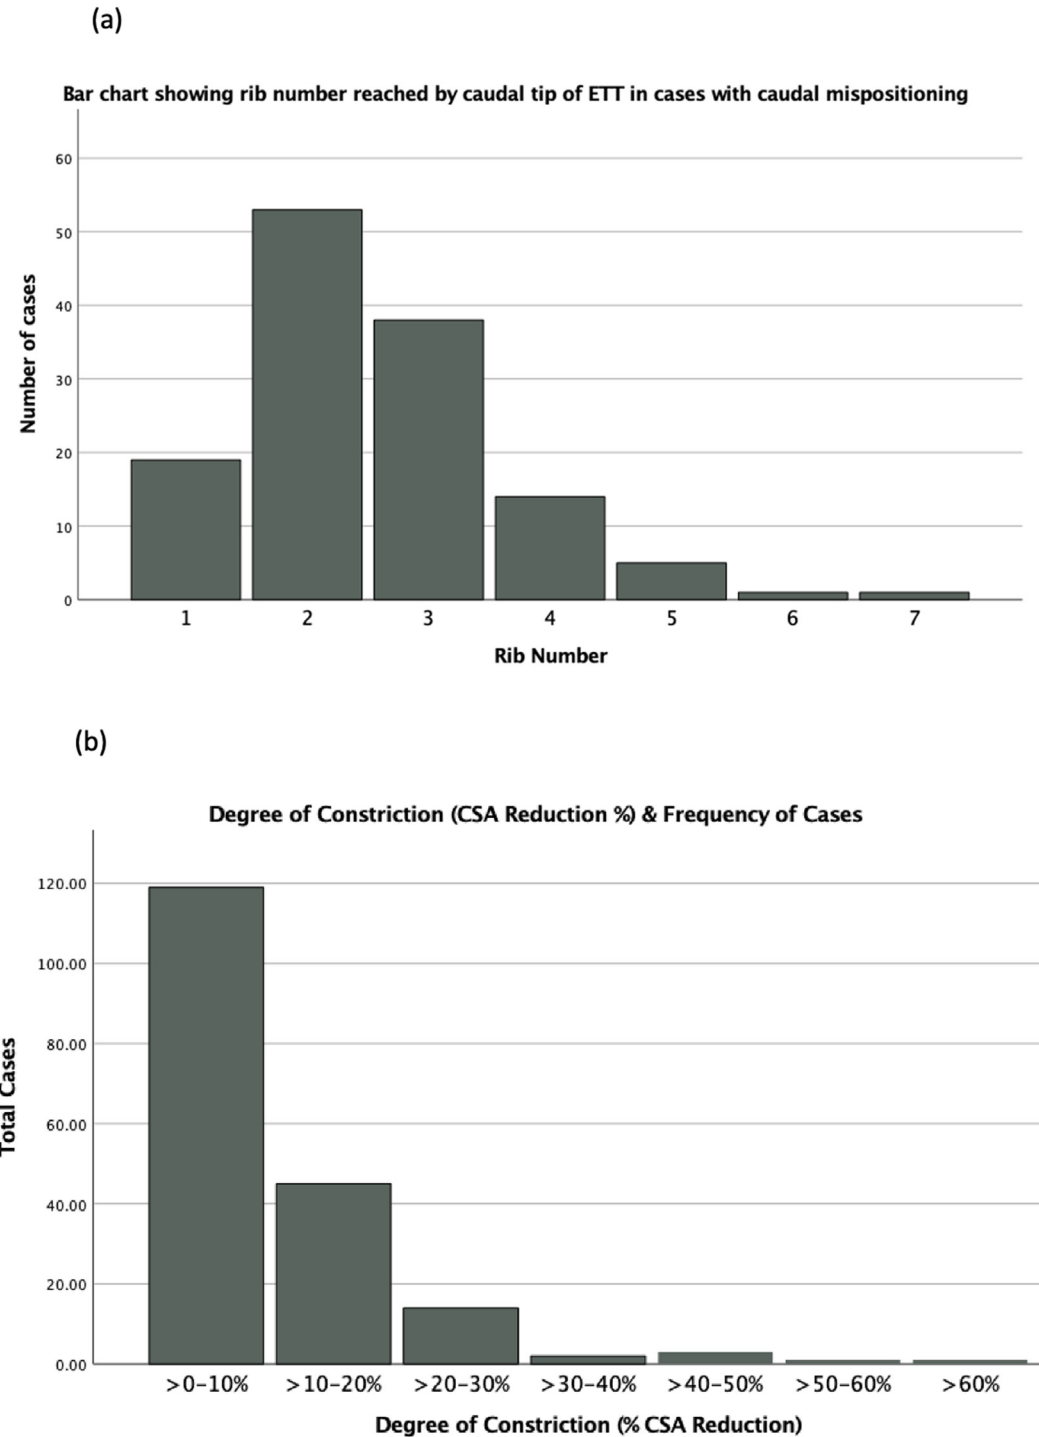 (a)
Bar chart showing rib number reached by caudal tip of ETT in cases with caudal mispositioning
60
50
40
30
20
10
0
Number of cases
1 2 3 4 5 6 7
Rib Number
(b)
Degree of Constriction (CSA Reduction %) & Frequency of Cases
120.00
100.00
80.00
60.00
40.00
20.00
0.00
Total Cases
>0-10% >10-20% >20-30% >30-40% >40-50% >50-60% >60%
Degree of Constriction (% CSA Reduction)